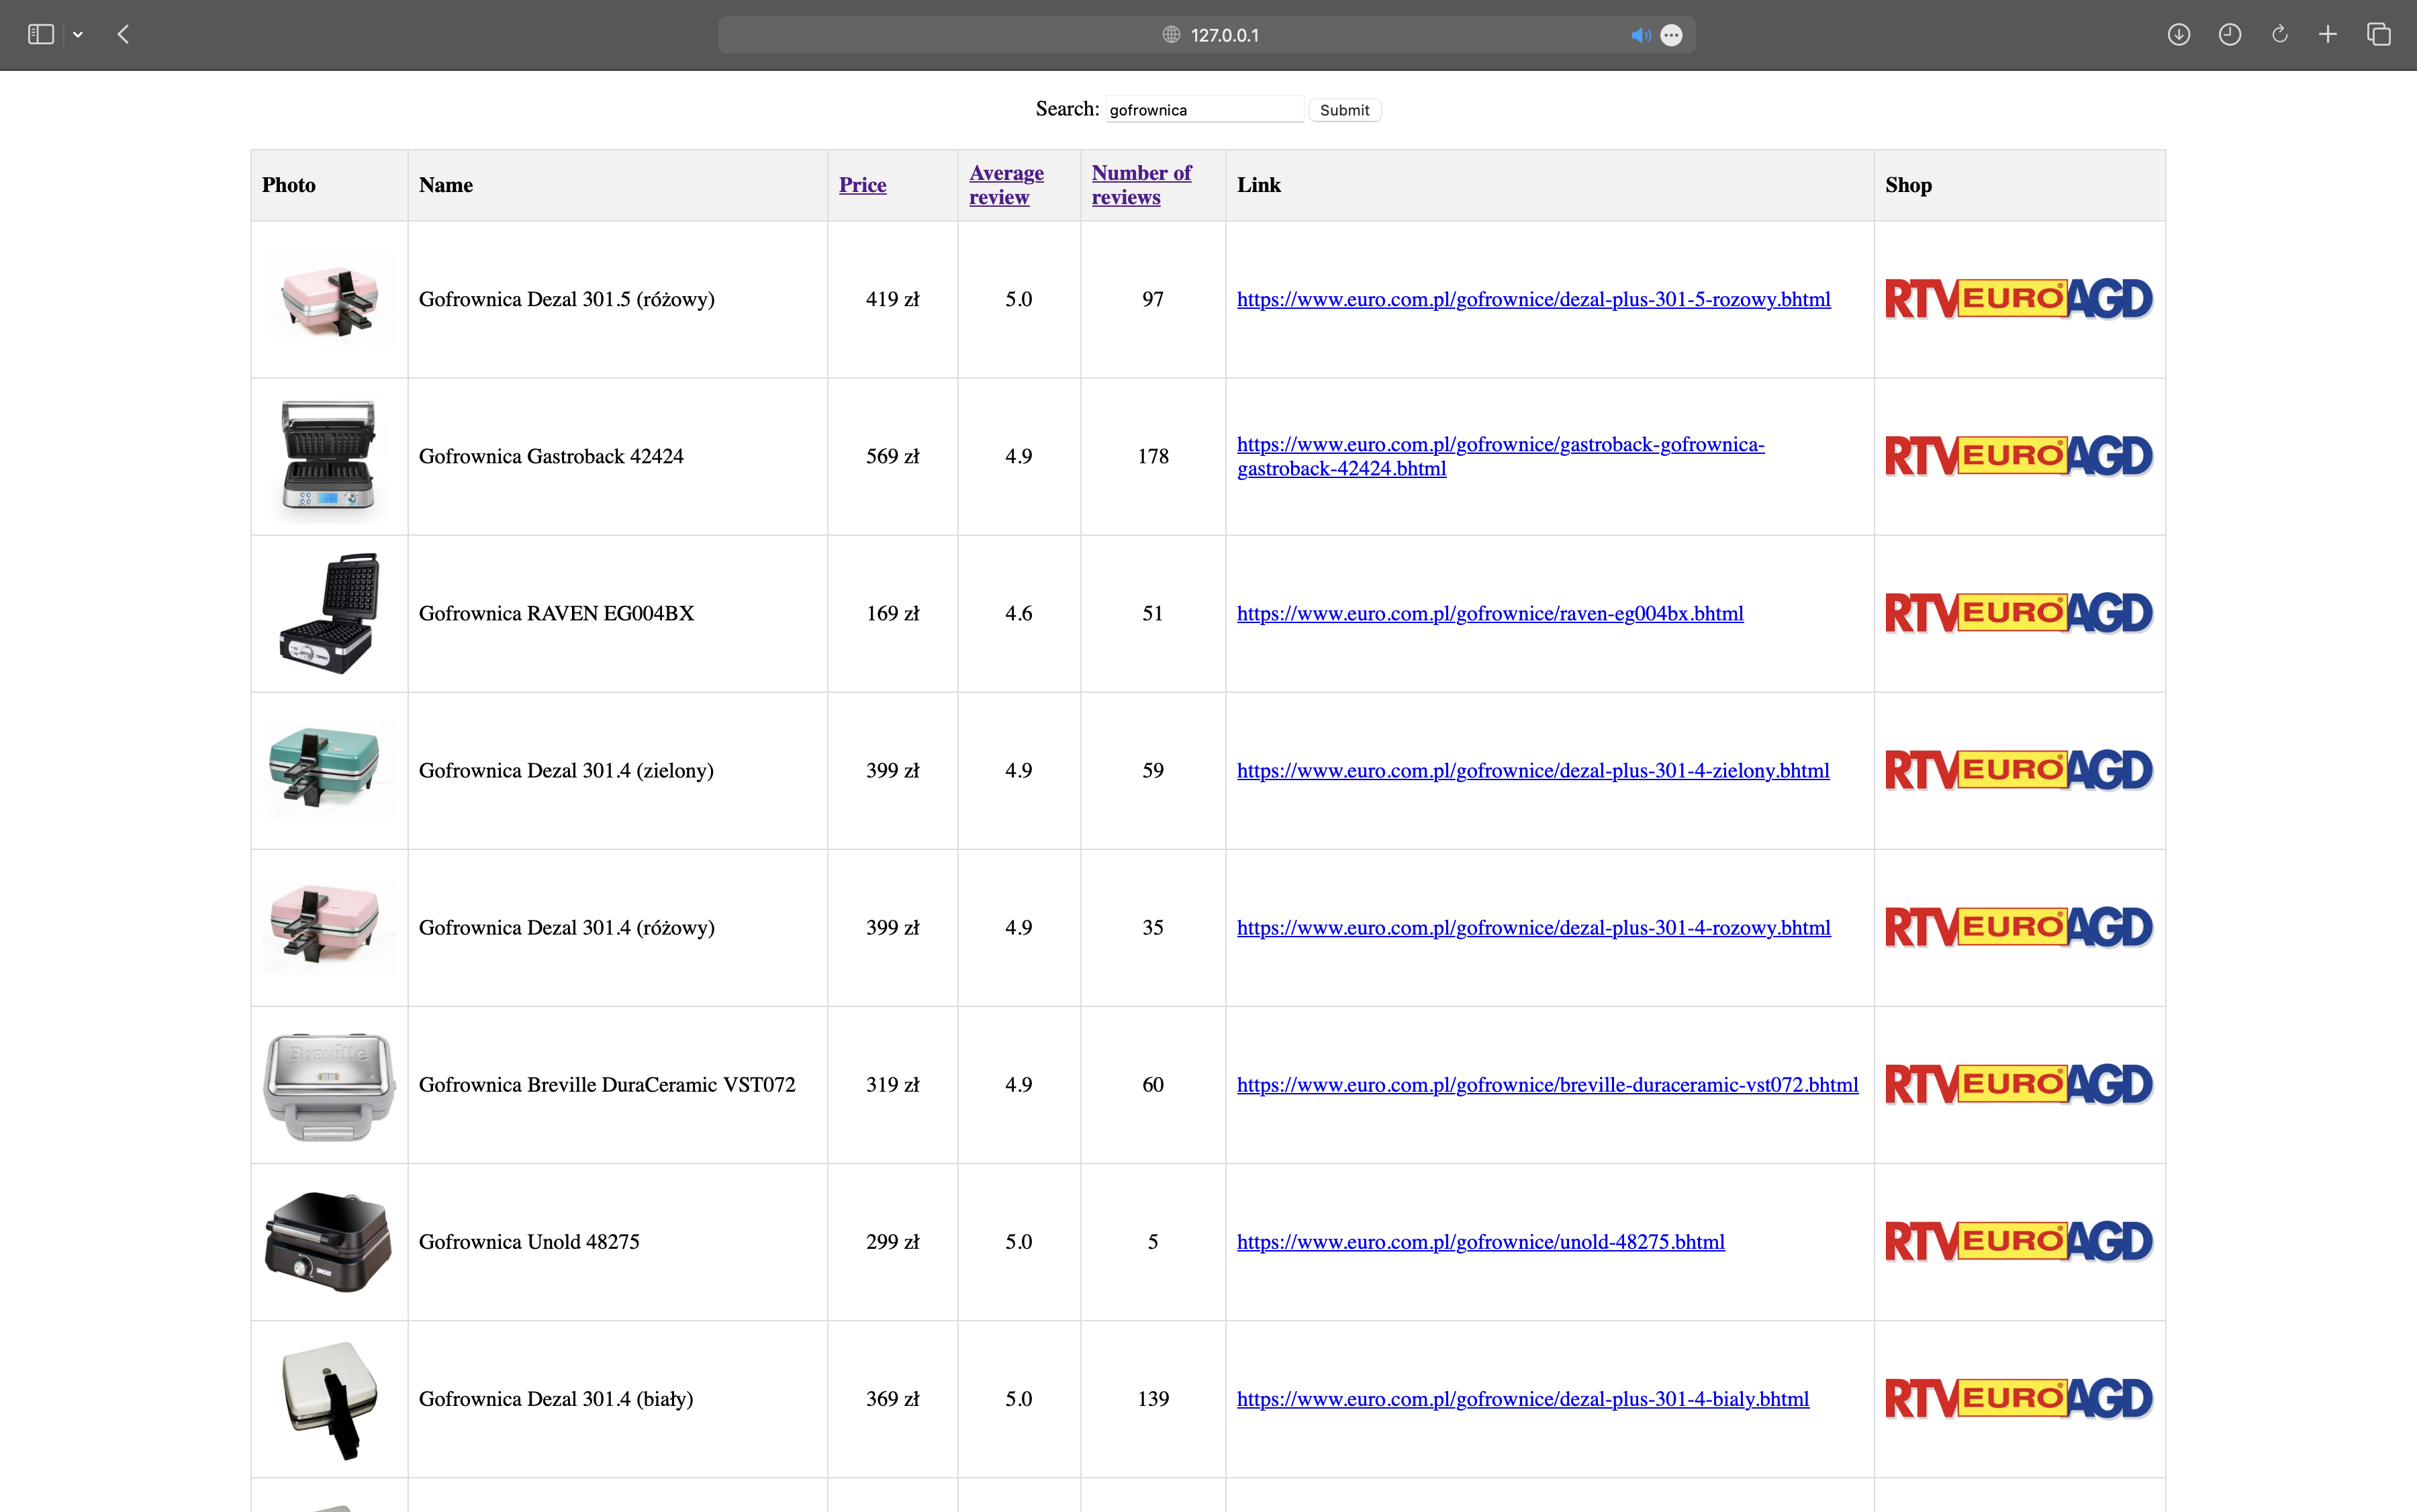 127.0.0.1
Search: gofrownica Submit
Photo Name Price Average review Number of reviews Link Shop
Gofrownica Dezal 301.5 (różowy) 419 zł 5.0 97 https://www.euro.com.pl/gofrownice/dezal-plus-301-5-rozowy.bhtml RTV EURO AGD
Gofrownica Gastroback 42424 569 zł 4.9 178 https://www.euro.com.pl/gofrownice/gastroback-gofrownica-gastroback-42424.bhtml RTV EURO AGD
Gofrownica RAVEN EG004BX 169 zł 4.6 51 https://www.euro.com.pl/gofrownice/raven-eg004bx.bhtml RTV EURO AGD
Gofrownica Dezal 301.4 (zielony) 399 zł 4.9 59 https://www.euro.com.pl/gofrownice/dezal-plus-301-4-zielony.bhtml RTV EURO AGD
Gofrownica Dezal 301.4 (różowy) 399 zł 4.9 35 https://www.euro.com.pl/gofrownice/dezal-plus-301-4-rozowy.bhtml RTV EURO AGD
Breville Gofrownica Breville DuraCeramic VST072 319 zł 4.9 60 https://www.euro.com.pl/gofrownice/breville-duraceramic-vst072.bhtml RTV EURO AGD
UNOLD Gofrownica Unold 48275 299 zł 5.0 5 https://www.euro.com.pl/gofrownice/unold-48275.bhtml RTV EURO AGD
Gofrownica Dezal 301.4 (biały) 369 zł 5.0 139 https://www.euro.com.pl/gofrownice/dezal-plus-301-4-bialy.bhtml RTV EURO AGD